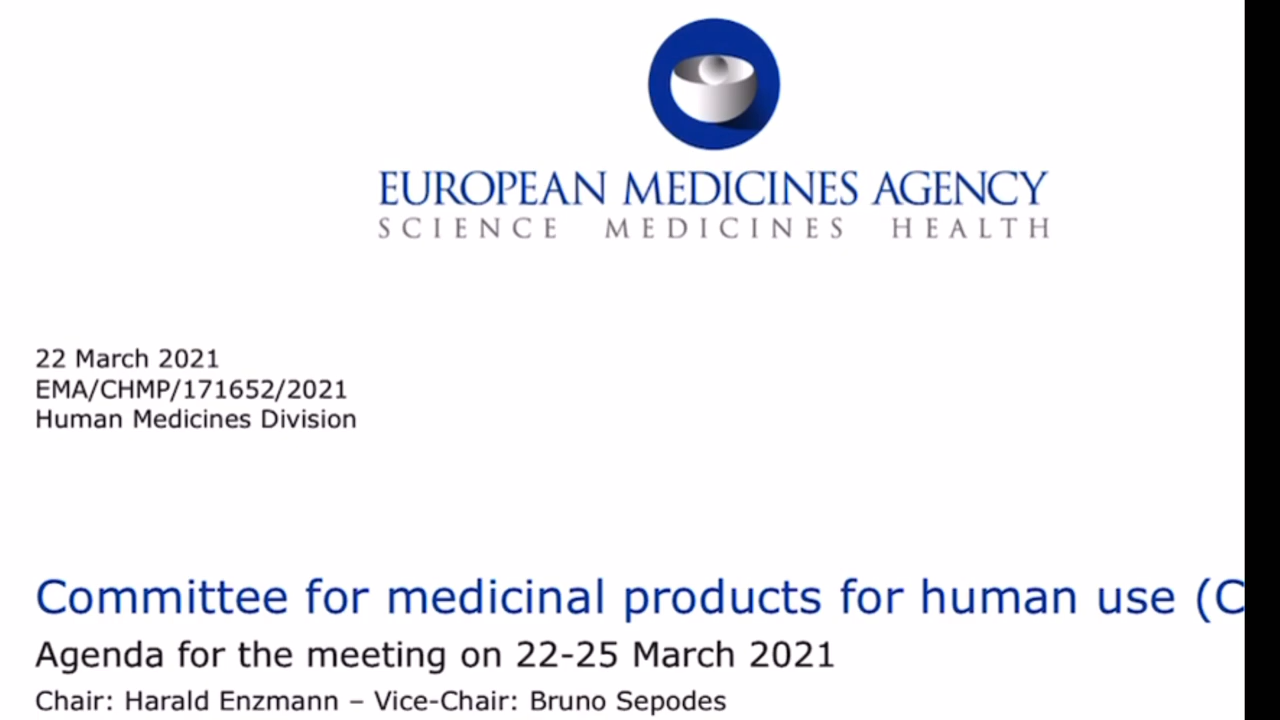 EUROPEAN MEDICINES AGENCY
SCIENCE MEDICINES HEALTH
22 March 2021
EMA/CHMP/171652/2021
Human Medicines Division
Committee for medicinal products for human use (C
Agenda for the meeting on 22-25 March 2021
Chair: Harald Enzmann – Vice-Chair: Bruno Sepodes